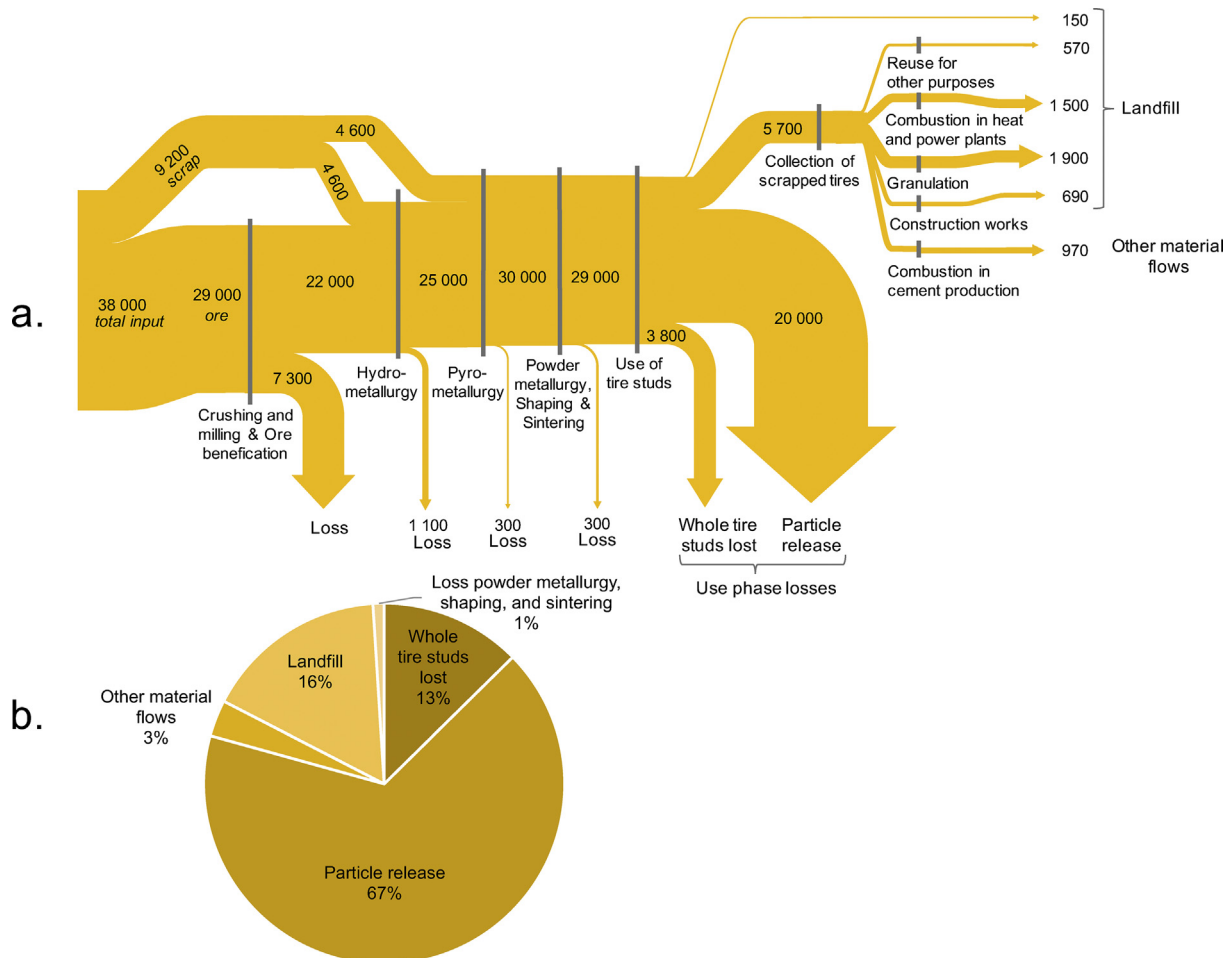 a.
38 000
total input
9 200
scrap
29 000
ore
4 600
4 600
22 000
25 000
30 000
29 000
7 300
Crushing and
milling & Ore
benefication
Hydro-
metallurgy
Pyro-
metallurgy
Powder
metallurgy,
Shaping &
Sintering
Use of
tire studs
3 800
20 000
5 700
Collection of
scrapped tires
Reuse for
other purposes
Combustion in heat
and power plants
Granulation
Construction works
Combustion in
cement production
150
570
1 500
1 900
690
970
Landfill
Other material
flows
Loss
1 100
Loss
300
Loss
300
Loss
Whole tire
studs lost
Particle
release
Use phase losses
b.
Loss powder metallurgy,
shaping, and sintering
1%
Whole
tire studs
lost
13%
Landfill
16%
Other material
flows
3%
Particle release
67%